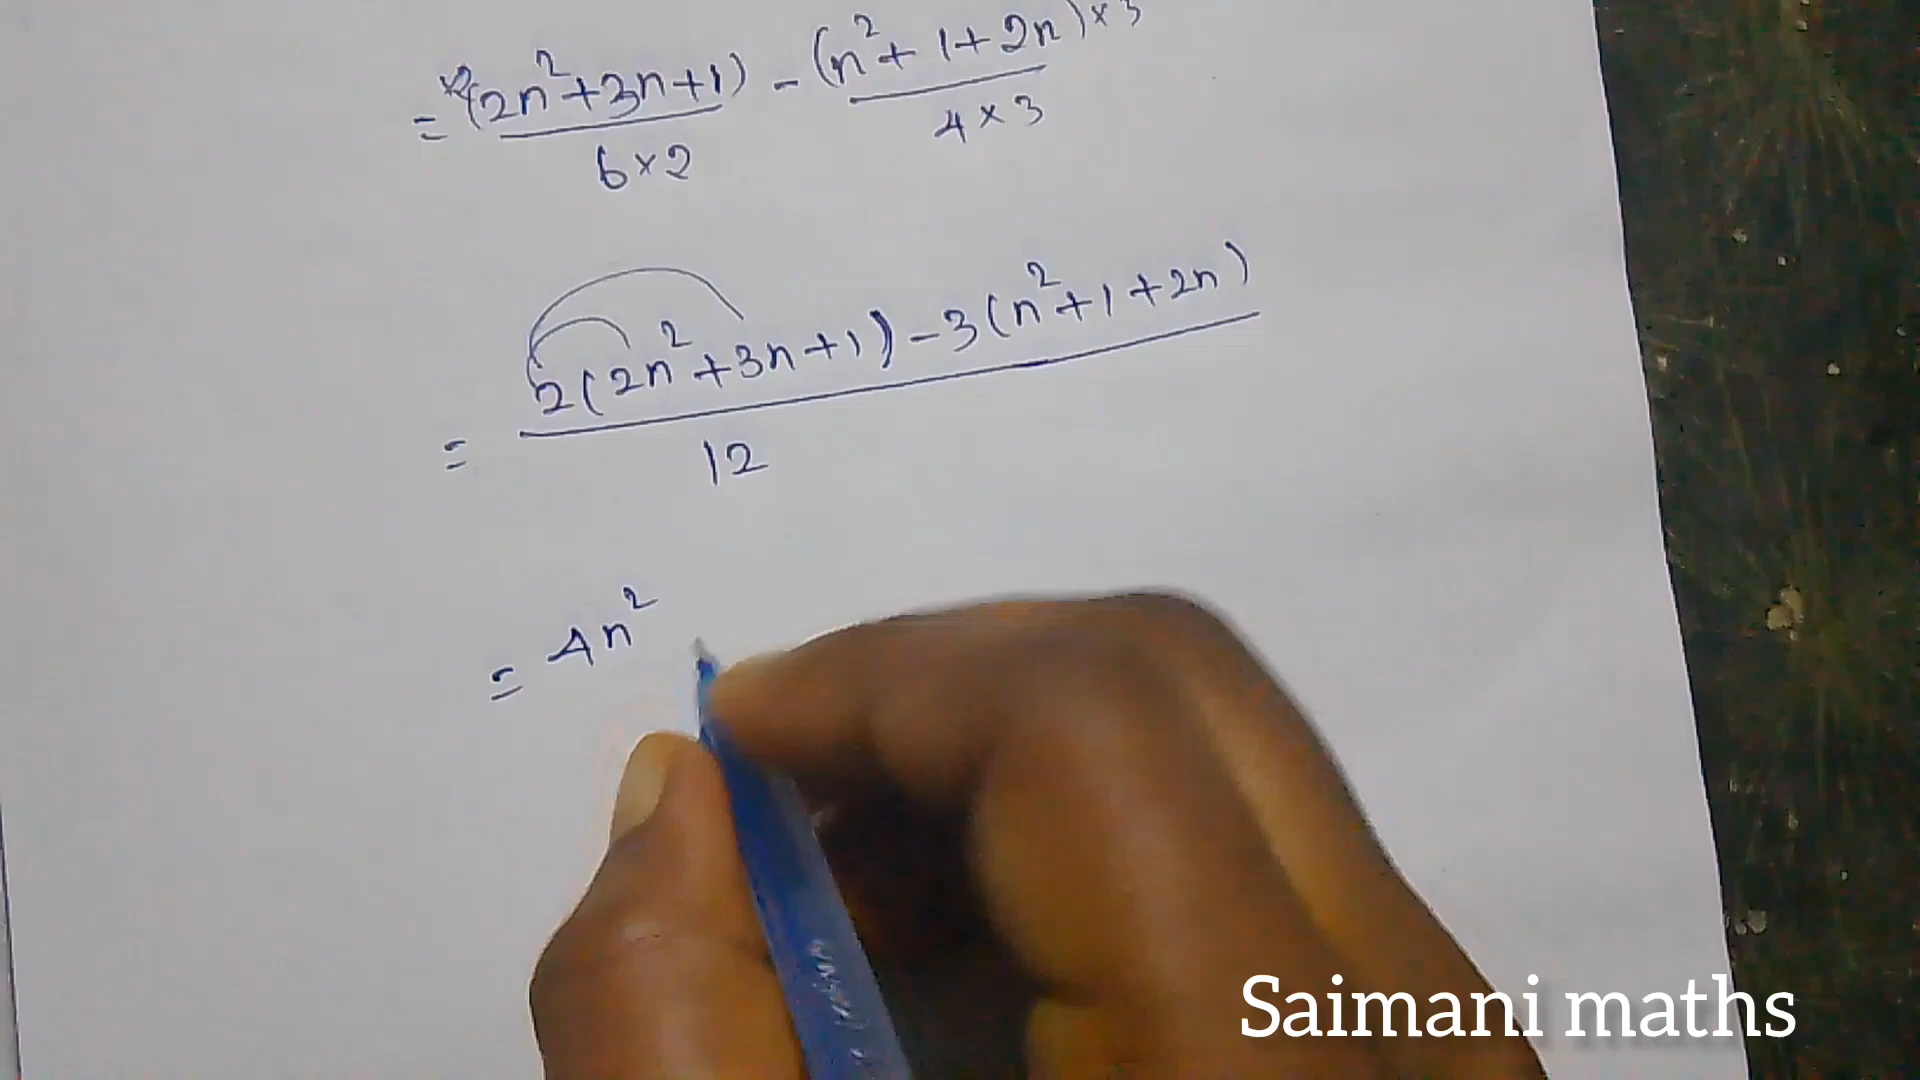 = ×2(2n²+3n+1)/6×2 - (n²+1+2n)×3/4×3
= 2(2n²+3n+1) - 3(n²+1+2n)/12
= 4n²
Saimani maths